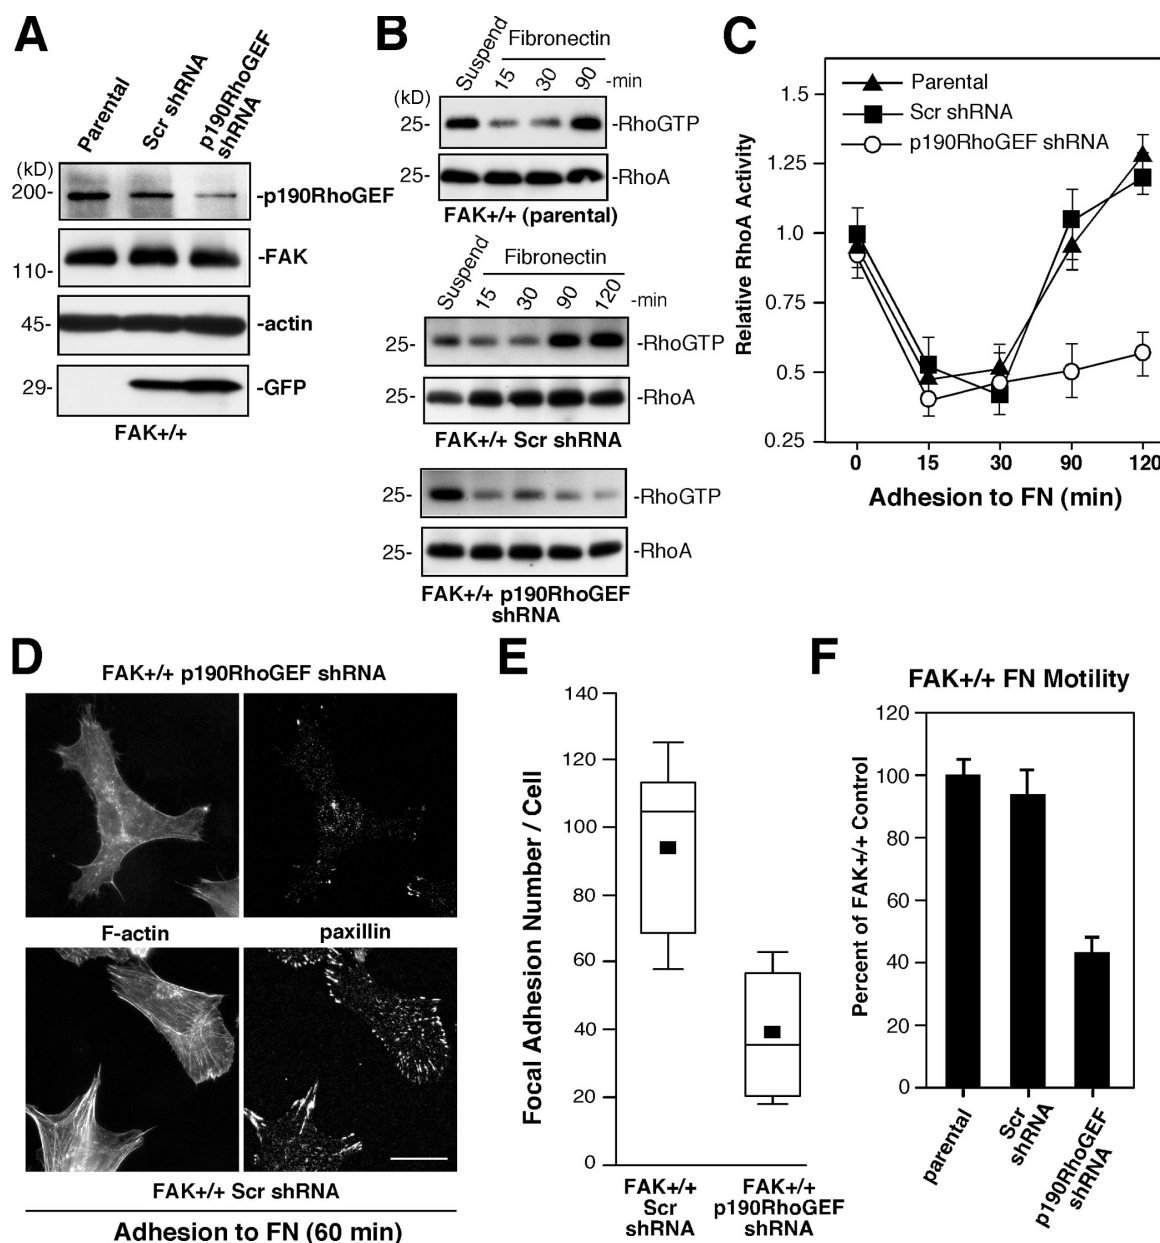 A
Parental
Scr shRNA
p190RhoGEF
shRNA
(kD)
200-
-p190RhoGEF
-FAK
110-
45-
-actin
29-
-GFP
FAK+/+
B
Suspend
Fibronectin
15
30
90
-min
(kD)
25-
-RhoGTP
25-
-RhoA
FAK+/+ (parental)
Suspend
Fibronectin
15
30
90
120
-min
25-
-RhoGTP
25-
-RhoA
FAK+/+ Scr shRNA
25-
-RhoGTP
25-
-RhoA
FAK+/+ p190RhoGEF
shRNA
C
Parental
Scr shRNA
p190RhoGEF shRNA
Relative RhoA Activity
1.5
1.25
1.0
0.75
0.5
0.25
0
15
30
90
120
Adhesion to FN (min)
D
FAK+/+ p190RhoGEF shRNA
F-actin
paxillin
FAK+/+ Scr shRNA
Adhesion to FN (60 min)
E
Focal Adhesion Number / Cell
140
120
100
80
60
40
20
0
FAK+/+
Scr
shRNA
FAK+/+
p190RhoGEF
shRNA
F
FAK+/+ FN Motility
Percent of FAK+/+ Control
120
100
80
60
40
20
0
parental
Scr
shRNA
p190RhoGEF
shRNA